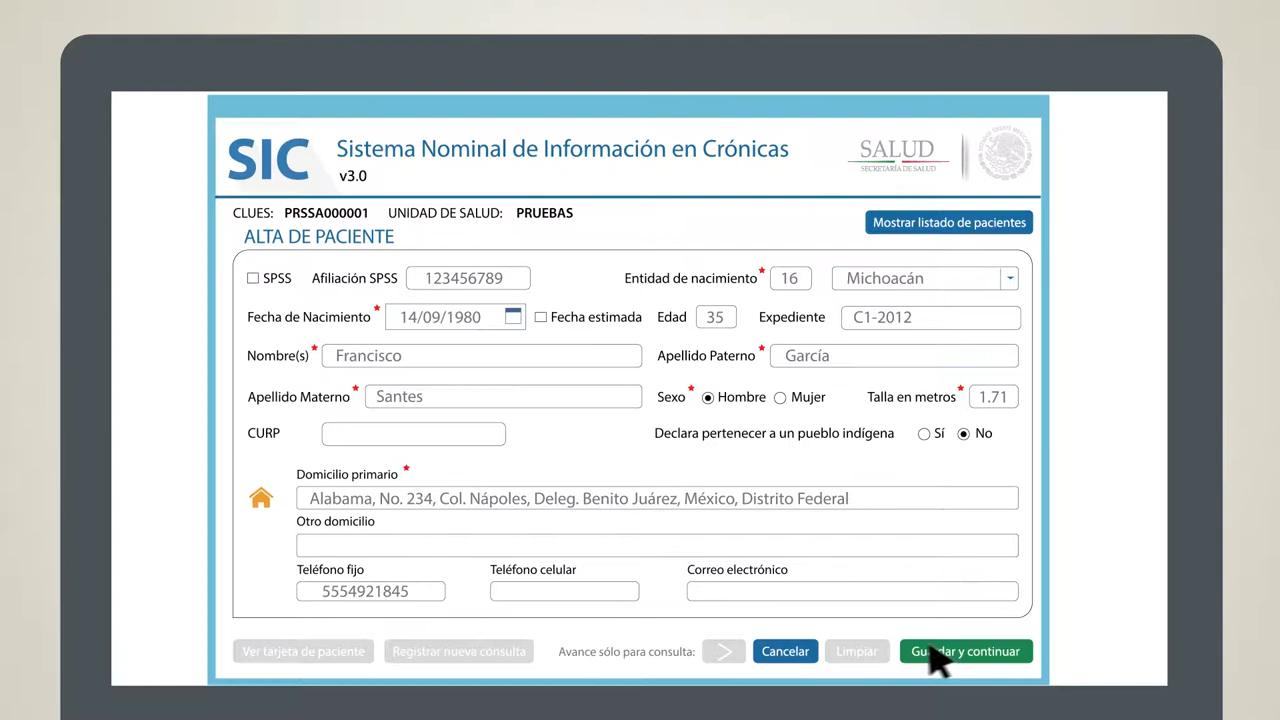 SIC
Sistema Nominal de Información en Crónicas
v3.0
SALUD
SECRETARÍA DE SALUD
CLUES: PRSSA000001 UNIDAD DE SALUD: PRUEBAS
Mostrar listado de pacientes
ALTA DE PACIENTE
SPSS Afiliación SPSS 123456789 Entidad de nacimiento* 16 Michoacán
Fecha de Nacimiento* 14/09/1980 Fecha estimada Edad 35 Expediente C1-2012
Nombre(s)* Francisco Apellido Paterno* García
Apellido Materno* Santes Sexo* Hombre Mujer Talla en metros* 1.71
CURP Declara pertenecer a un pueblo indígena Sí No
Domicilio primario*
Alabama, No. 234, Col. Nápoles, Deleg. Benito Juárez, México, Distrito Federal
Otro domicilio
Teléfono fijo Teléfono celular Correo electrónico
5554921845
Ver tarjeta de paciente Registrar nueva consulta Avance sólo para consulta: > Cancelar Limpiar Guardar y continuar